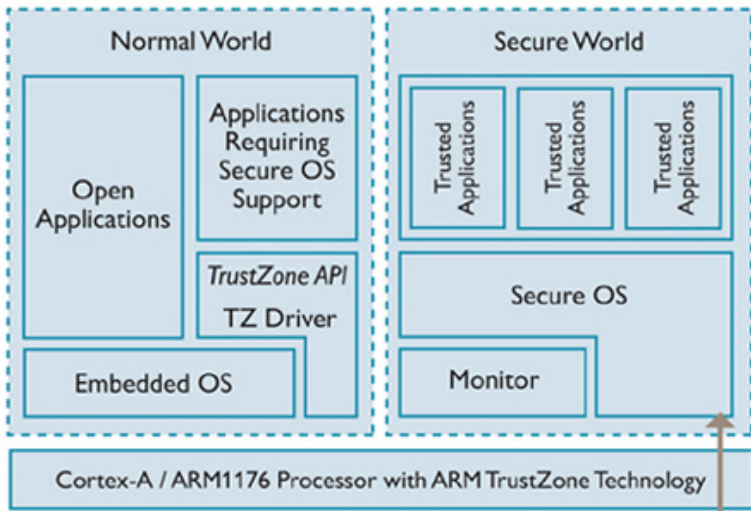 Normal World
Open
Applications
Applications
Requiring
Secure OS
Support
TrustZone API
TZ Driver
Embedded OS
Secure World
Trusted
Applications
Trusted
Applications
Trusted
Applications
Secure OS
Monitor
Cortex-A / ARM1176 Processor with ARM TrustZone Technology